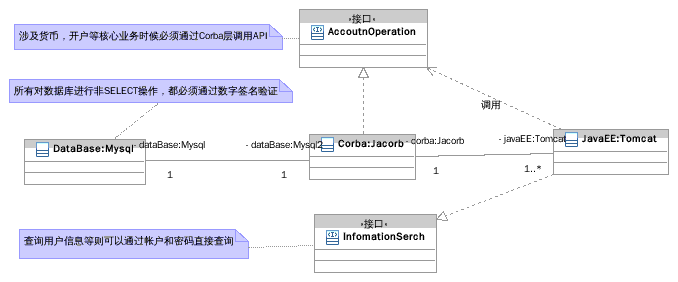 «接口»
AccoutnOperation
涉及货币，开户等核心业务时候必须通过Corba层调用API
所有对数据库进行非SELECT操作，都必须通过数字签名验证
调用
DataBase:Mysql
- dataBase:Mysql
- dataBase:Mysql2
Corba:Jacorb
- corba:Jacorb
- javaEE:Tomcat
JavaEE:Tomcat
1
1
1
1..*
«接口»
InfomationSerch
查询用户信息等则可以通过帐户和密码直接查询